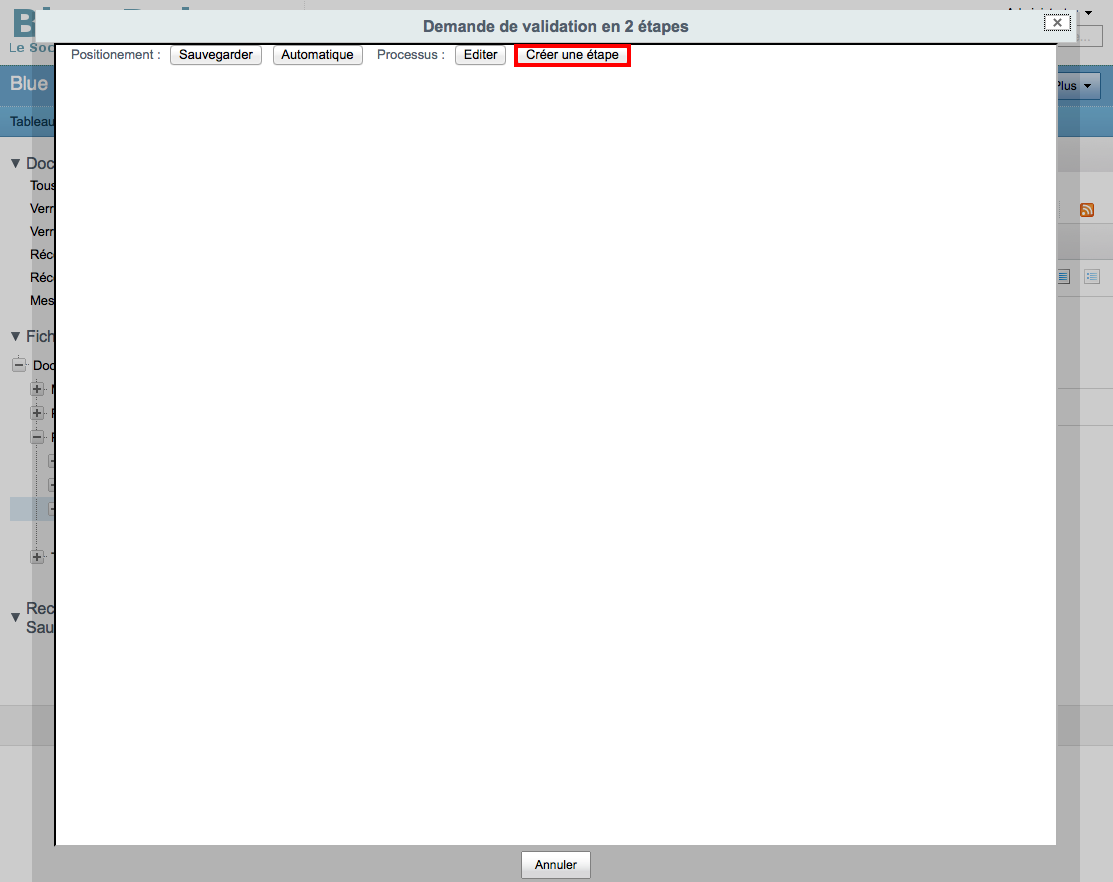 Demande de validation en 2 étapes
Le Soc
Blue
Plus
Tableau
Positionement : Sauvegarder Automatique Processus : Editer Créer une étape
Doc
Tous
Verr
Verr
Réc
Réc
Mes
Fich
Doc
Rec
Sau
Annuler